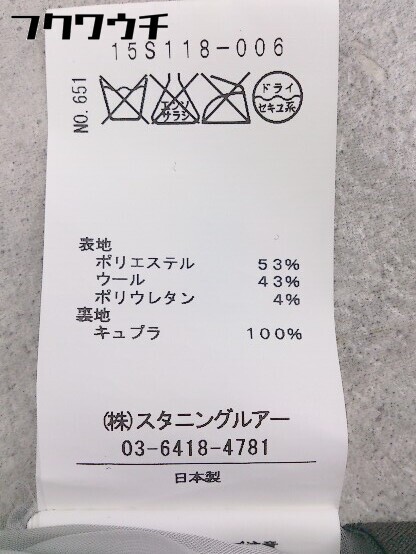 フクワウチ
15S118-006
NO. 651
エンソ
サラシ
ドライ
セキユ系
表地
ポリエステル 53%
ウール 43%
ポリウレタン 4%
裏地
キュプラ 100%
(株)スタニングルアー
03-6418-4781
日本製